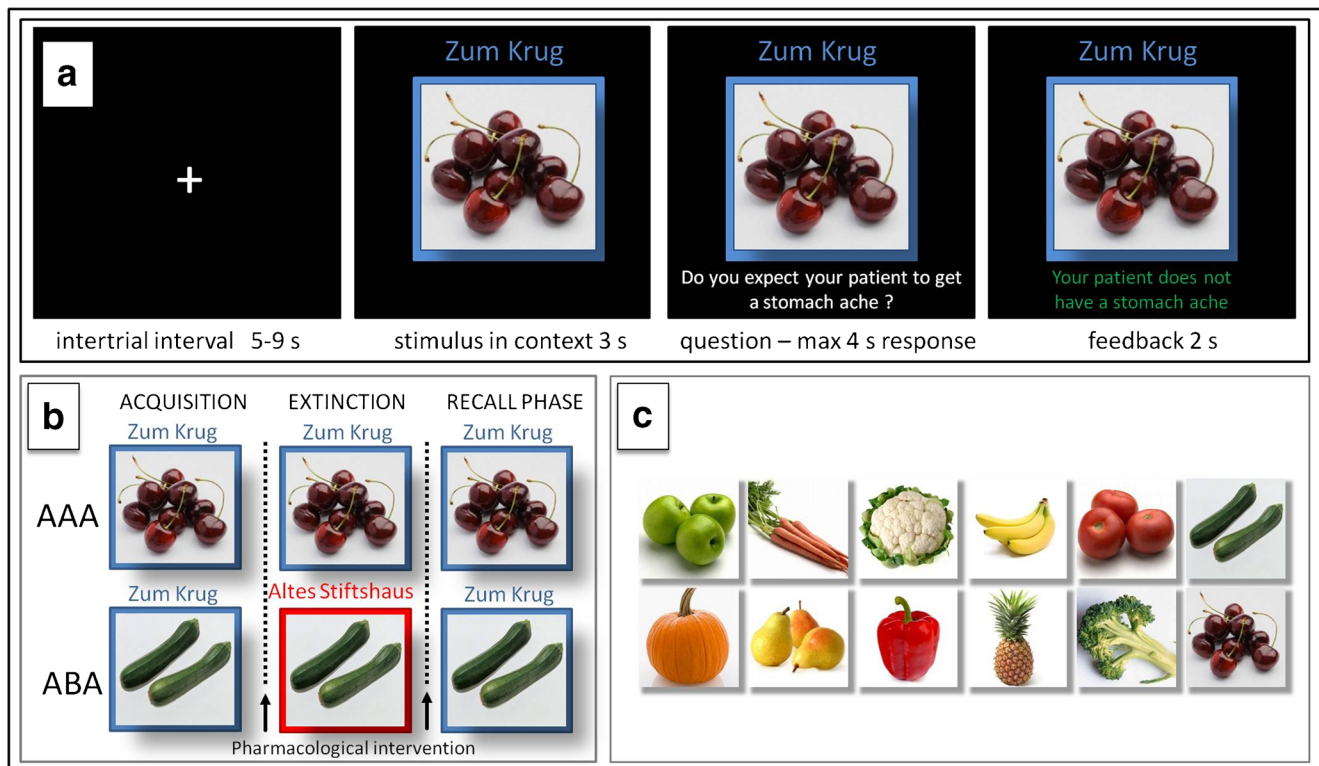 a
Zum Krug
Zum Krug
Zum Krug
+
Do you expect your patient to get
a stomach ache ?
Your patient does not
have a stomach ache
intertrial interval 5-9 s
stimulus in context 3 s
question – max 4 s response
feedback 2 s
b
ACQUISITION
EXTINCTION
RECALL PHASE
Zum Krug
Zum Krug
Zum Krug
AAA
Zum Krug
Altes Stiftshaus
Zum Krug
ABA
Pharmacological intervention
c